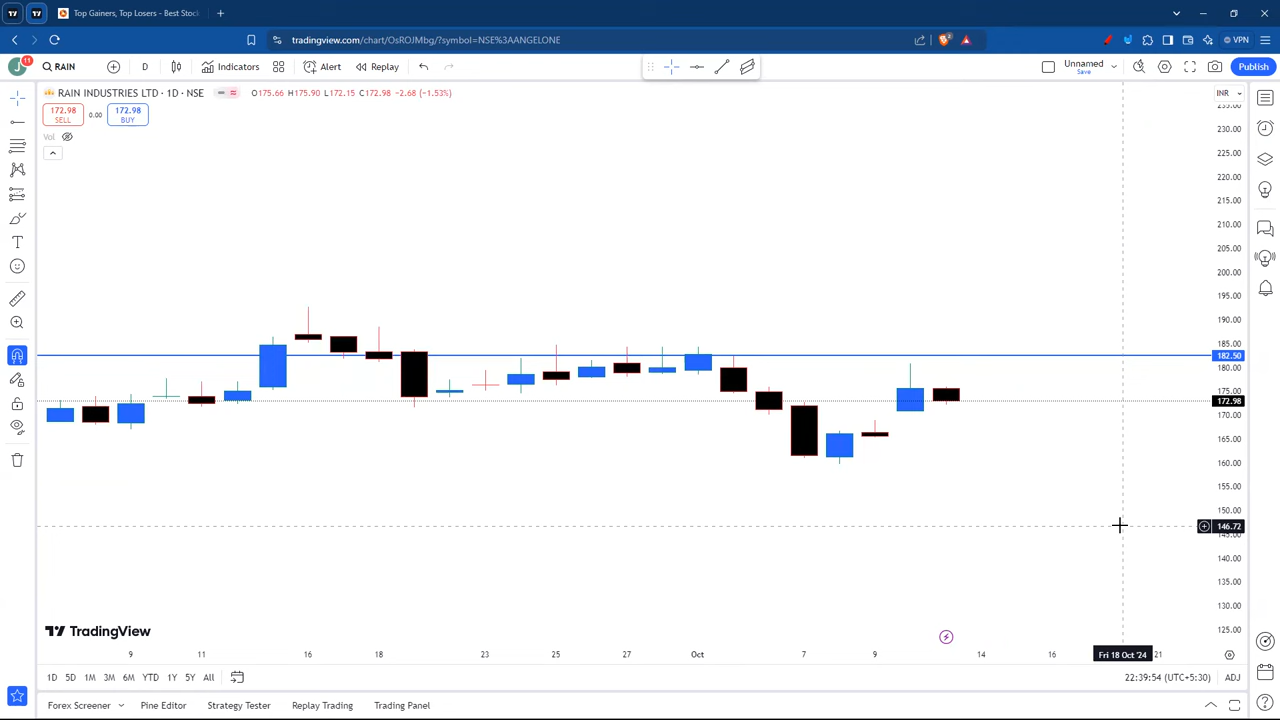 Top Gainers, Top Losers - Best Stock
tradingview.com/chart/OsROJMbg/?symbol=NSE%3AANGELONE
2
VPN
11
J
RAIN
D
Indicators
Alert
Replay
Unnamed
Save
Publish
RAIN INDUSTRIES LTD · 1D · NSE
O175.66 H175.90 L172.15 C172.98 −2.68 (−1.53%)
INR
172.98
SELL
0.00
172.98
BUY
Vol
235.00
230.00
225.00
220.00
215.00
210.00
205.00
200.00
195.00
190.00
185.00
182.50
180.00
175.00
172.98
170.00
165.00
160.00
155.00
150.00
146.72
145.00
140.00
135.00
130.00
125.00
TradingView
9
11
16
18
23
25
27
Oct
7
9
14
16
Fri 18 Oct '24
21
1D
5D
1M
3M
6M
YTD
1Y
5Y
All
22:39:54 (UTC+5:30)
ADJ
Forex Screener
Pine Editor
Strategy Tester
Replay Trading
Trading Panel